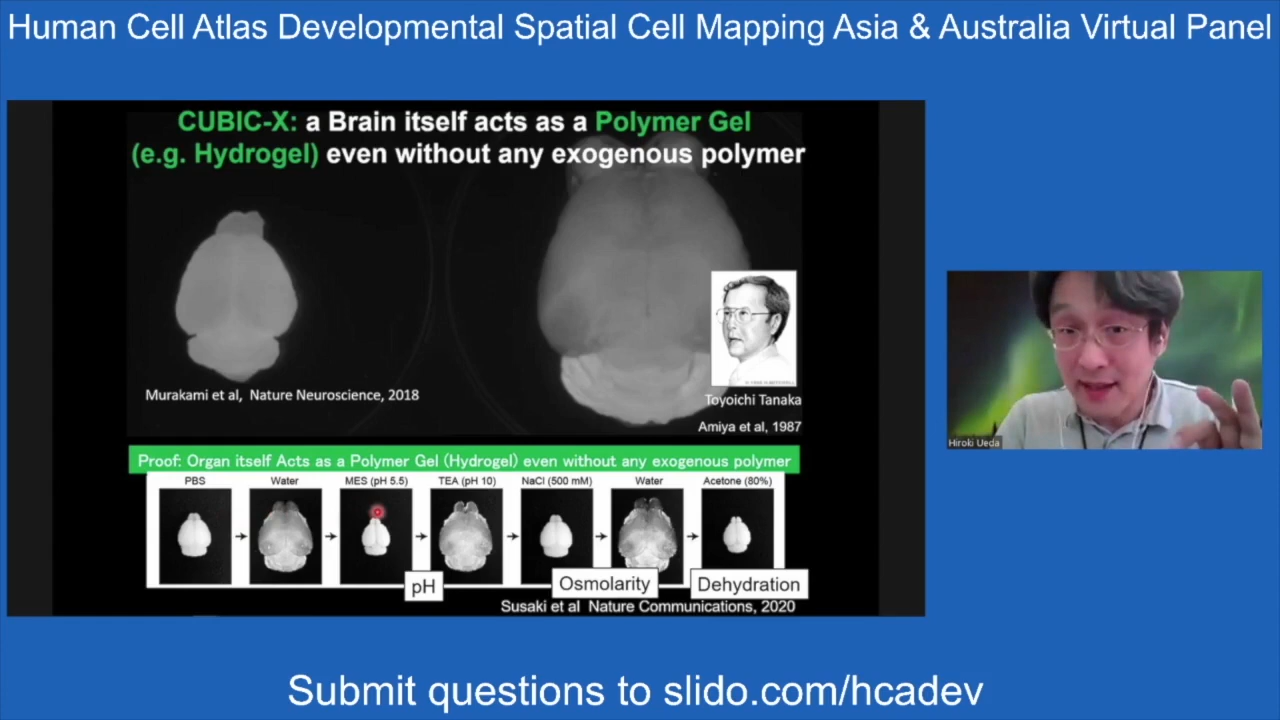 Human Cell Atlas Developmental Spatial Cell Mapping Asia & Australia Virtual Panel
CUBIC-X: a Brain itself acts as a Polymer Gel
(e.g. Hydrogel) even without any exogenous polymer
Murakami et al, Nature Neuroscience, 2018
Toyoichi Tanaka
Amiya et al, 1987
Hiroki Ueda
Proof: Organ itself Acts as a Polymer Gel (Hydrogel) even without any exogenous polymer
PBS Water MES (pH 5.5) TEA (pH 10) NaCl (500 mM) Water Acetone (80%)
pH Osmolarity Dehydration
Susaki et al Nature Communications, 2020
Submit questions to slido.com/hcadev